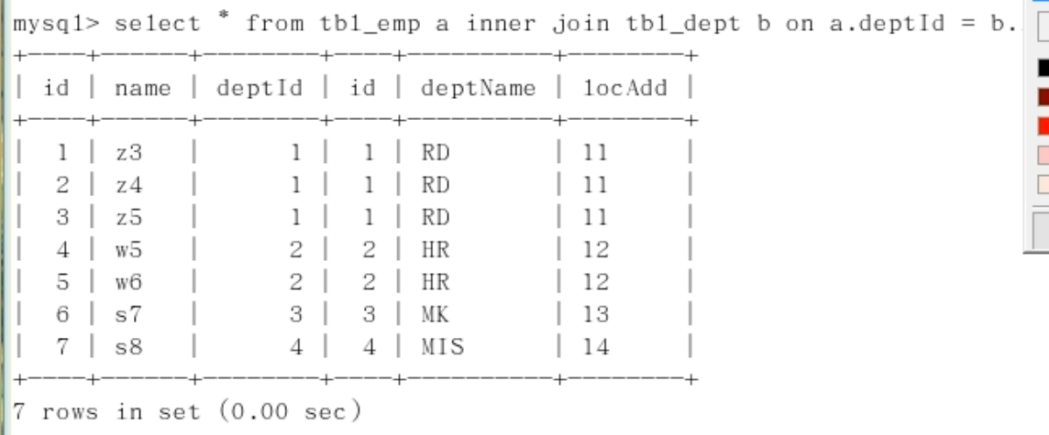 mysql> select * from tbl_emp a inner join tbl_dept b on a.deptId = b.
+----+------+--------+----+----------+--------+
| id | name | deptId | id | deptName | locAdd |
+----+------+--------+----+----------+--------+
| 1 | z3 | 1 | 1 | RD | 11 |
| 2 | z4 | 1 | 1 | RD | 11 |
| 3 | z5 | 1 | 1 | RD | 11 |
| 4 | w5 | 2 | 2 | HR | 12 |
| 5 | w6 | 2 | 2 | HR | 12 |
| 6 | s7 | 3 | 3 | MK | 13 |
| 7 | s8 | 4 | 4 | MIS | 14 |
+----+------+--------+----+----------+--------+
7 rows in set (0.00 sec)